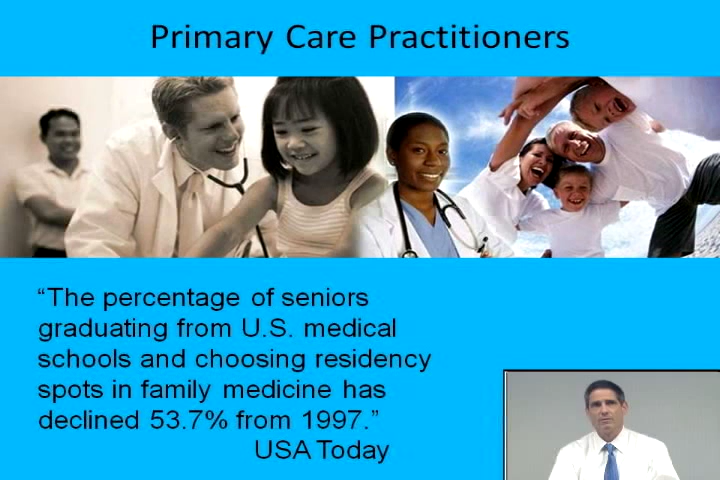 Primary Care Practitioners
“The percentage of seniors
graduating from U.S. medical
schools and choosing residency
spots in family medicine has
declined 53.7% from 1997.”
USA Today